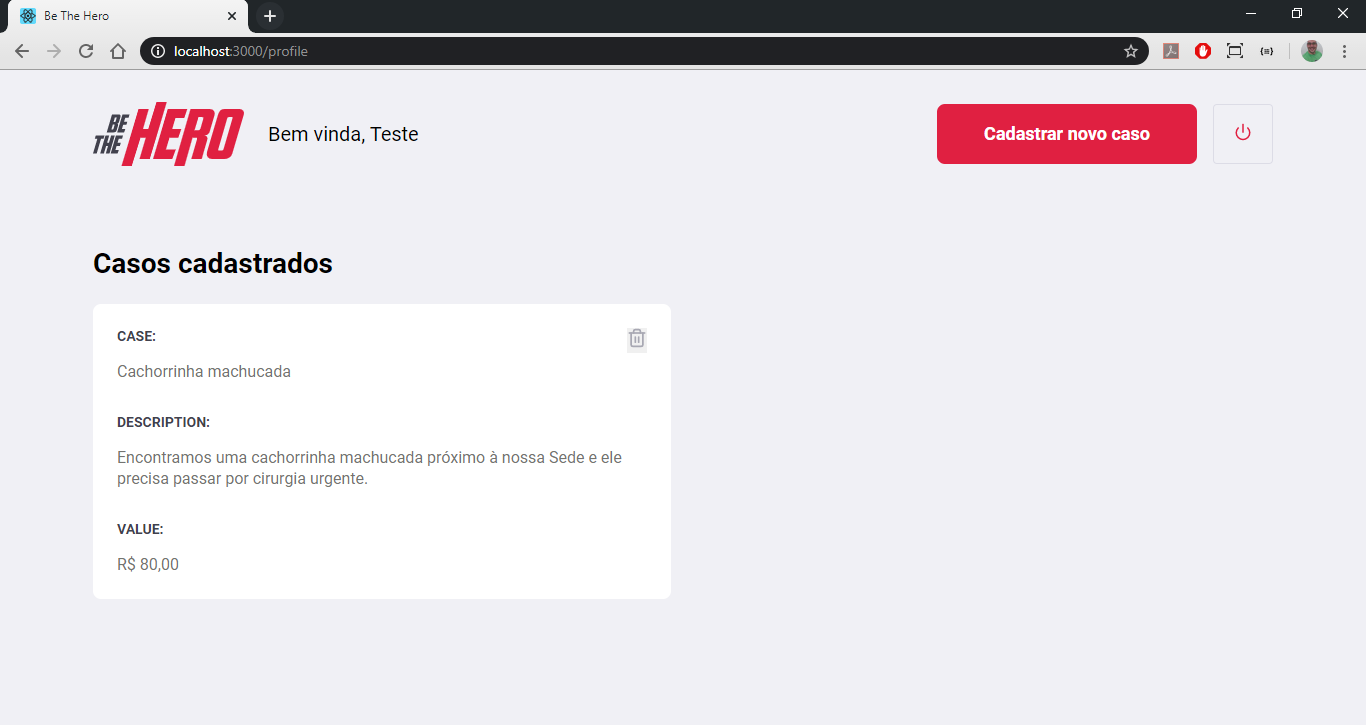 Be The Hero
localhost:3000/profile
BE THE HERO
Bem vinda, Teste
Cadastrar novo caso
Casos cadastrados
CASE:
Cachorrinha machucada
DESCRIPTION:
Encontramos uma cachorrinha machucada próximo à nossa Sede e ele
precisa passar por cirurgia urgente.
VALUE:
R$ 80,00